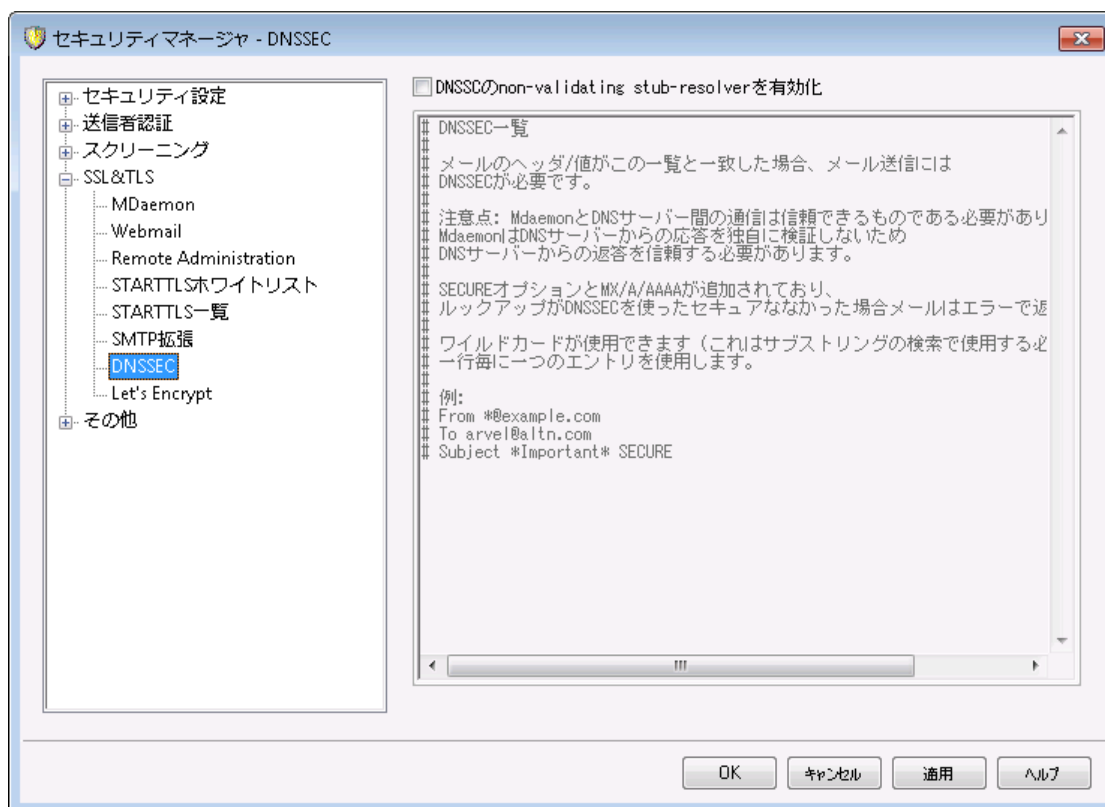 セキュリティマネージャ - DNSSEC
セキュリティ設定
送信者認証
スクリーニング
SSL&TLS
MDaemon
Webmail
Remote Administration
STARTTLSホワイトリスト
STARTTLS一覧
SMTP拡張
DNSSEC
Let's Encrypt
その他
DNSSCのnon-validating stub-resolverを有効化
# DNSSEC一覧
#
# メールのヘッダ/値がこの一覧と一致した場合、メール送信には
# DNSSECが必要です。
#
# 注意点: MdaemonとDNSサーバー間の通信は信頼できるものである必要があり
# MdaemonはDNSサーバーからの応答を独自に検証しないため
# DNSサーバーからの返答を信頼する必要があります。
#
# SECUREオプションとMX/A/AAAAが追加されており、
# ルックアップがDNSSECを使ったセキュアななかった場合メールはエラーで返
#
# ワイルドカードが使用できます（これはサブストリングの検索で使用する必
# 一行毎に一つのエントリを使用します。
#
# 例:
# From *@example.com
# To arvel@altn.com
# Subject *Important* SECURE
OK
キャンセル
適用
ヘルプ